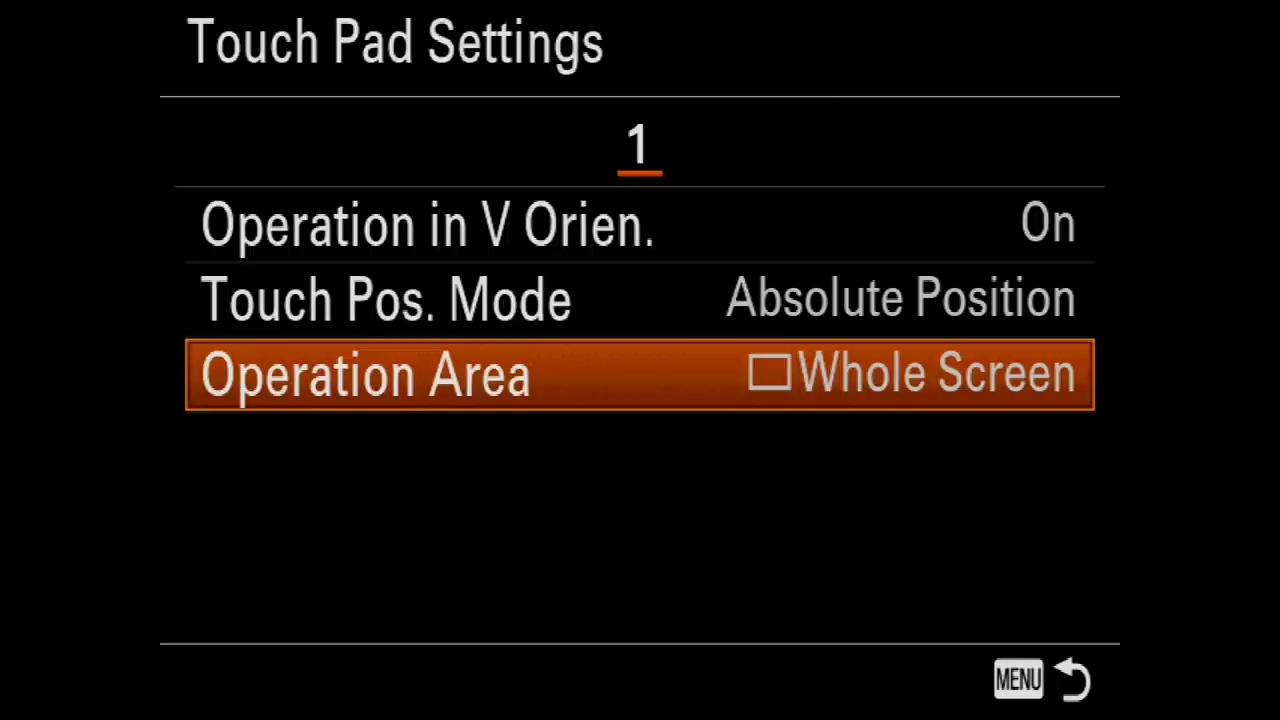 Touch Pad Settings
1
Operation in V Orien. On
Touch Pos. Mode Absolute Position
Operation Area Whole Screen
MENU